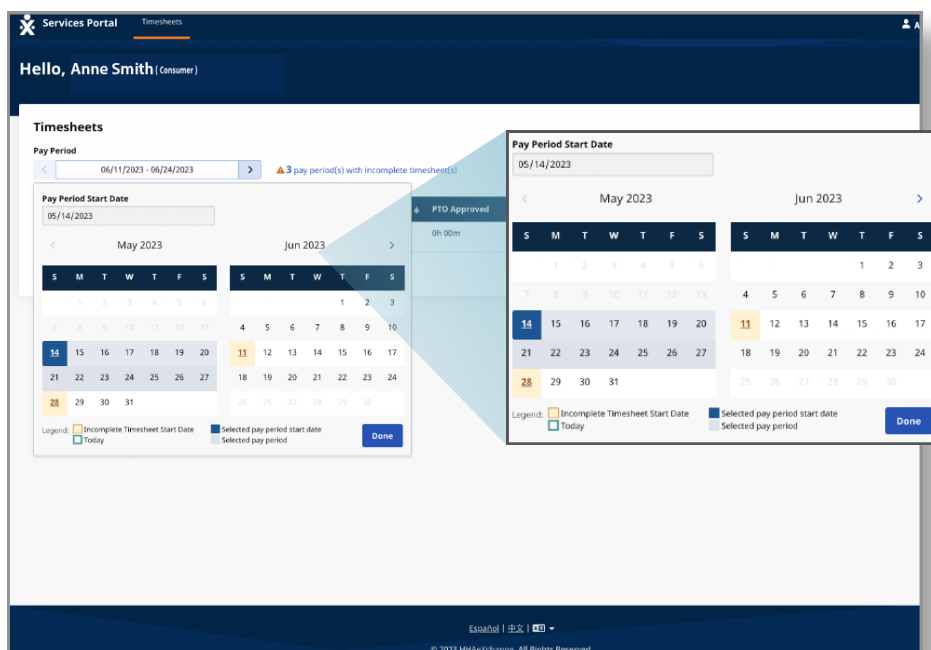 Services Portal Timesheets A
Hello, Anne Smith (Consumer)
Timesheets
Pay Period
06/11/2023 - 06/24/2023 3 pay period(s) with incomplete timesheet(s)
Pay Period Start Date
05/14/2023
May 2023 Jun 2023
S M T W T F S S M T W T F S
1 2 3 4 5 6 1 2 3
7 8 9 10 11 12 13 4 5 6 7 8 9 10
14 15 16 17 18 19 20 11 12 13 14 15 16 17
21 22 23 24 25 26 27 18 19 20 21 22 23 24
28 29 30 31 25 26 27 28 29 30
Legend: Incomplete Timesheet Start Date Selected pay period start date
Today Selected pay period
Done
PTO Approved
0h 00m
Pay Period Start Date
05/14/2023
May 2023 Jun 2023
S M T W T F S S M T W T F S
1 2 3 4 5 6 1 2 3
7 8 9 10 11 12 13 4 5 6 7 8 9 10
14 15 16 17 18 19 20 11 12 13 14 15 16 17
21 22 23 24 25 26 27 18 19 20 21 22 23 24
28 29 30 31 25 26 27 28 29 30
Legend: Incomplete Timesheet Start Date Selected pay period start date
Today Selected pay period
Done
Español | 中文 |
© 2023 HHAeXchange. All Rights Reserved